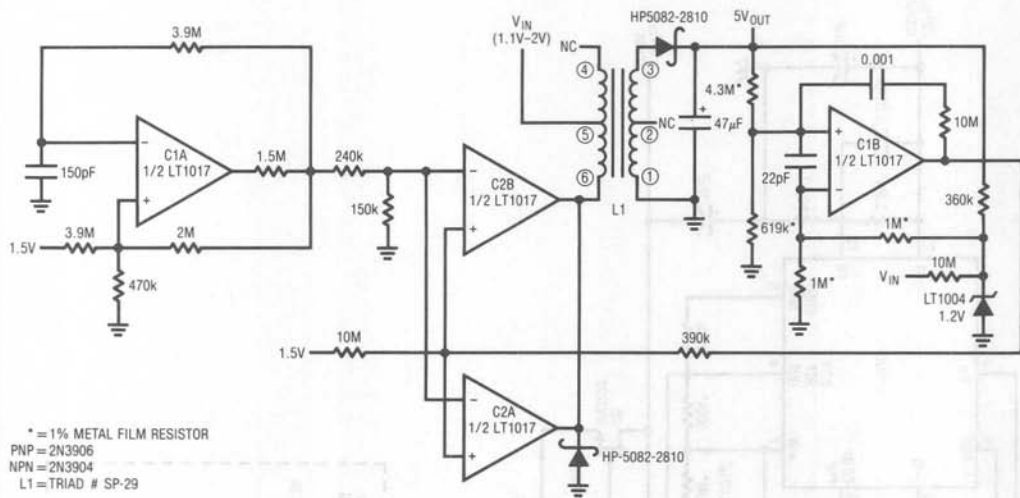 3.9M
150pF
-
+
C1A
1/2 LT1017
1.5M
1.5V
3.9M
2M
470k
240k
150k
-
+
C2B
1/2 LT1017
VIN
(1.1V–2V)
NC
4
5
6
3
2
1
NC
L1
HP5082-2810
+
47µF
5VOUT
4.3M*
619k*
0.001
+
-
C1B
1/2 LT1017
22pF
10M
360k
1M*
1M*
VIN
10M
LT1004
1.2V
1.5V
10M
390k
-
+
C2A
1/2 LT1017
HP-5082-2810
* = 1% METAL FILM RESISTOR
PNP = 2N3906
NPN = 2N3904
L1 = TRIAD # SP-29